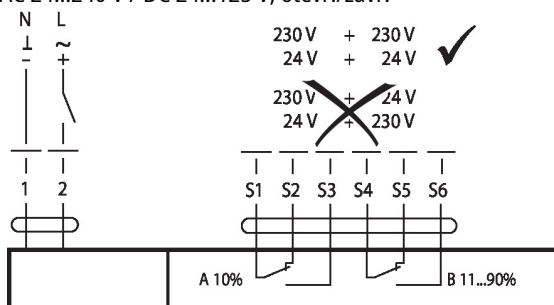 N L
⊥ ~
- +
230 V + 230 V
24 V + 24 V
230 V + 24 V
24 V + 230 V
1 2 S1 S2 S3 S4 S5 S6
A 10% B 11...90%